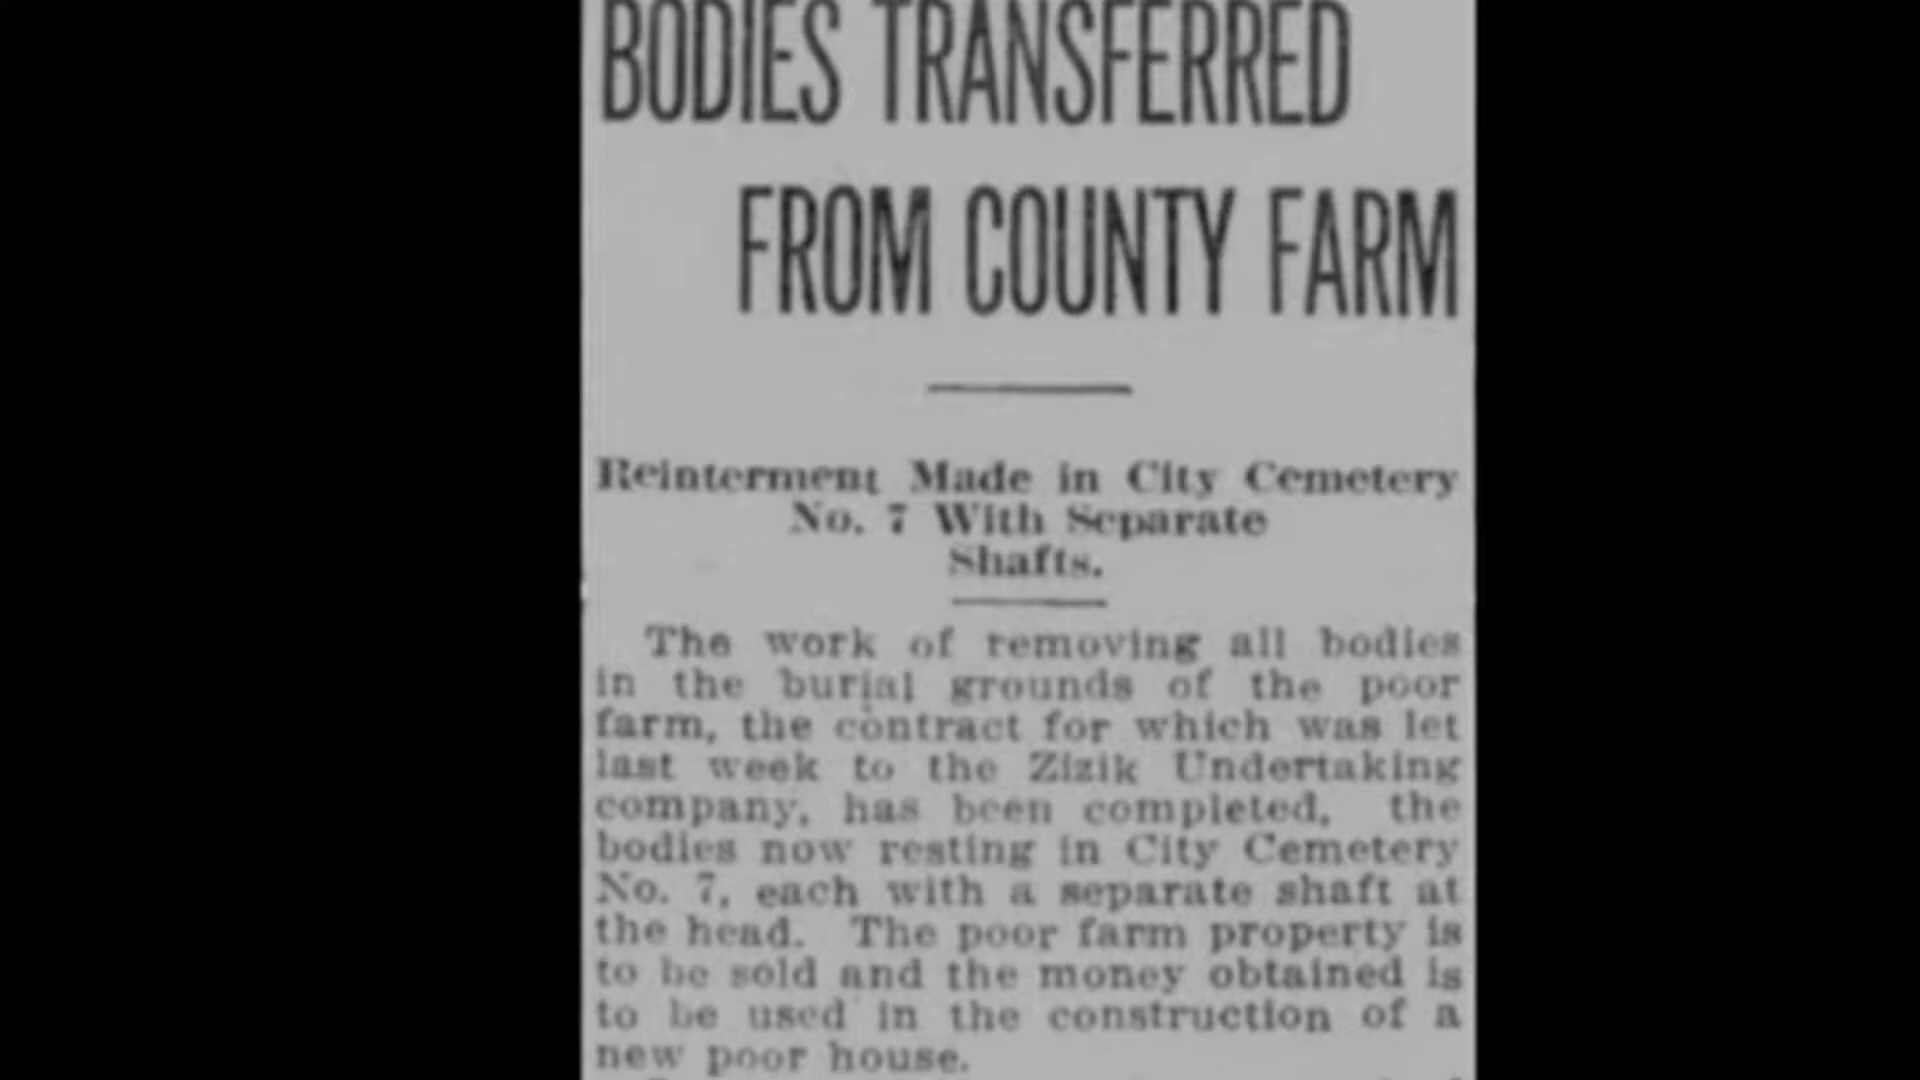 BODIES TRANSFERRED
FROM COUNTY FARM
Reinterment Made in City Cemetery
No. 7 With Separate
Shafts.
The work of removing all bodies
in the burial grounds of the poor
farm, the contract for which was let
last week to the Zizik Undertaking
company, has been completed, the
bodies now resting in City Cemetery
No. 7, each with a separate shaft at
the head. The poor farm property is
to be sold and the money obtained is
to be used in the construction of a
new poor house.